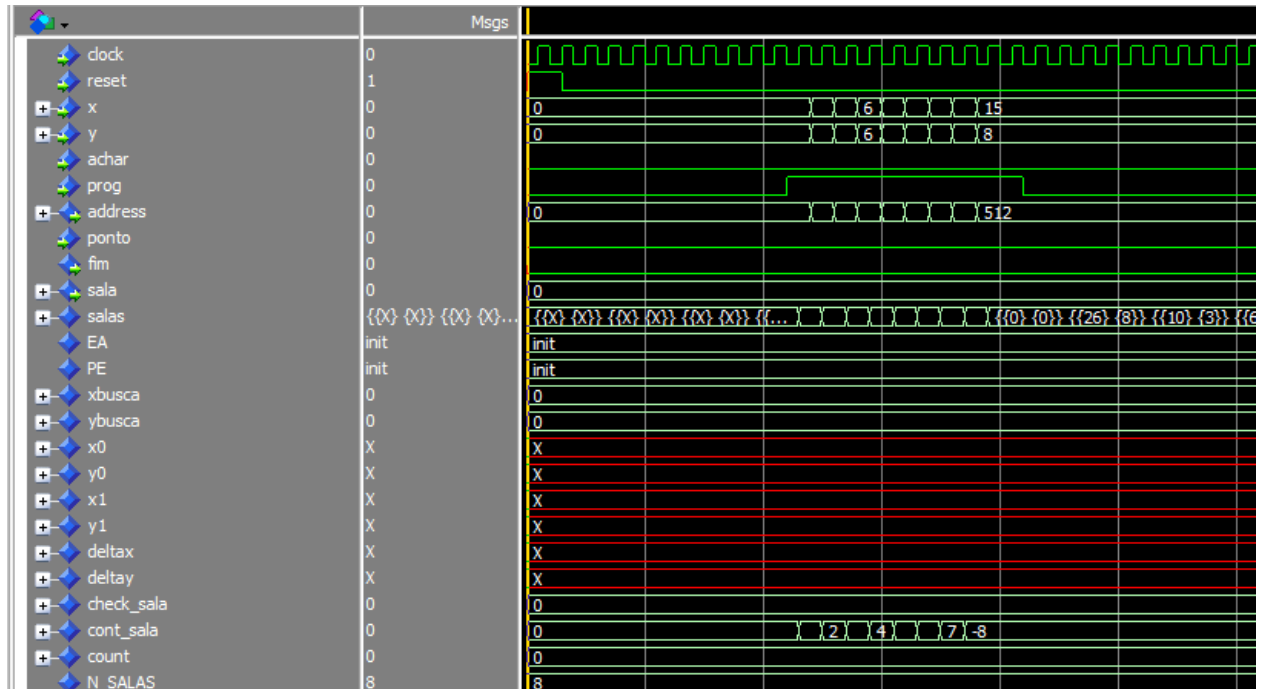 Msgs
clock 0
reset 1
x 0 0 6 15
y 0 0 6 8
achar 0
prog 0
address 0 0 512
ponto 0
fim 0
sala 0 0
salas {{X} {X}} {{X} {X}... {{X} {X}} {{X} {X}} {{X} {X}} {{... {{0} {0}} {{26} {8}} {{10} {3}} {{6
EA init init
PE init init
xbusca 0 0
ybusca 0 0
x0 X X
y0 X X
x1 X X
y1 X X
deltax X X
deltay X X
check_sala 0 0
cont_sala 0 0 2 4 7 -8
count 0 0
N_SALAS 8 8